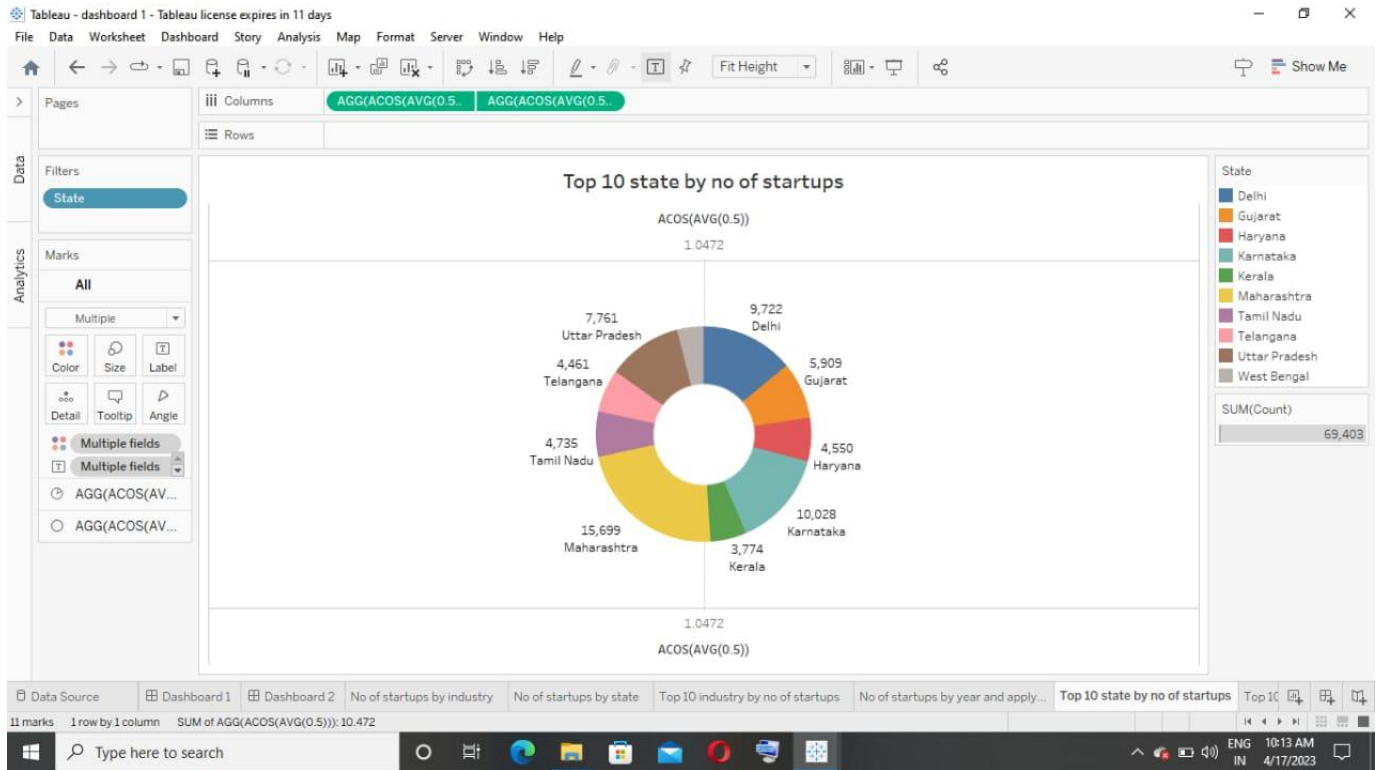 Tableau - dashboard 1 - Tableau license expires in 11 days
File Data Worksheet Dashboard Story Analysis Map Format Server Window Help
Fit Height
Show Me
Pages
iii Columns
AGG(ACOS(AVG(0.5.. AGG(ACOS(AVG(0.5..
Rows
Data
Analytics
Filters
State
Marks
All
Multiple
Color Size Label
Detail Tooltip Angle
Multiple fields
Multiple fields
AGG(ACOS(AV...
AGG(ACOS(AV...
Top 10 state by no of startups
ACOS(AVG(0.5))
1.0472
9,722
Delhi
5,909
Gujarat
4,550
Haryana
10,028
Karnataka
3,774
Kerala
15,699
Maharashtra
4,735
Tamil Nadu
4,461
Telangana
7,761
Uttar Pradesh
1.0472
ACOS(AVG(0.5))
State
Delhi
Gujarat
Haryana
Karnataka
Kerala
Maharashtra
Tamil Nadu
Telangana
Uttar Pradesh
West Bengal
SUM(Count)
69,403
Data Source Dashboard 1 Dashboard 2 No of startups by industry No of startups by state Top 10 industry by no of startups No of startups by year and apply... Top 10 state by no of startups Top 10
11 marks 1 row by 1 column SUM of AGG(ACOS(AVG(0.5))): 10.472
Type here to search
ENG 10:13 AM
IN 4/17/2023